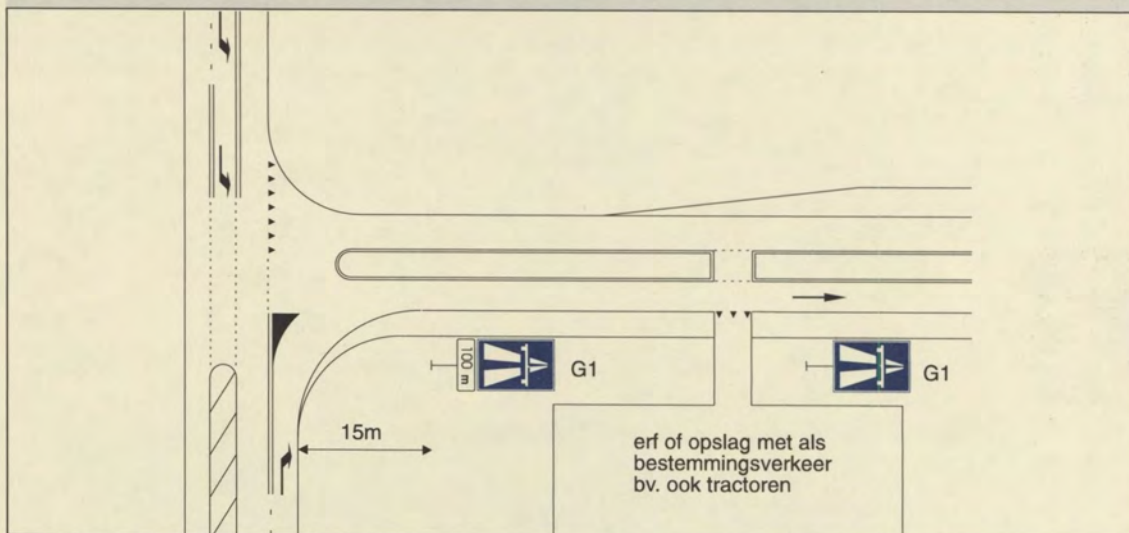 100 m
G1
G1
15m
erf of opslag met als
bestemmingsverkeer
bv. ook tractoren